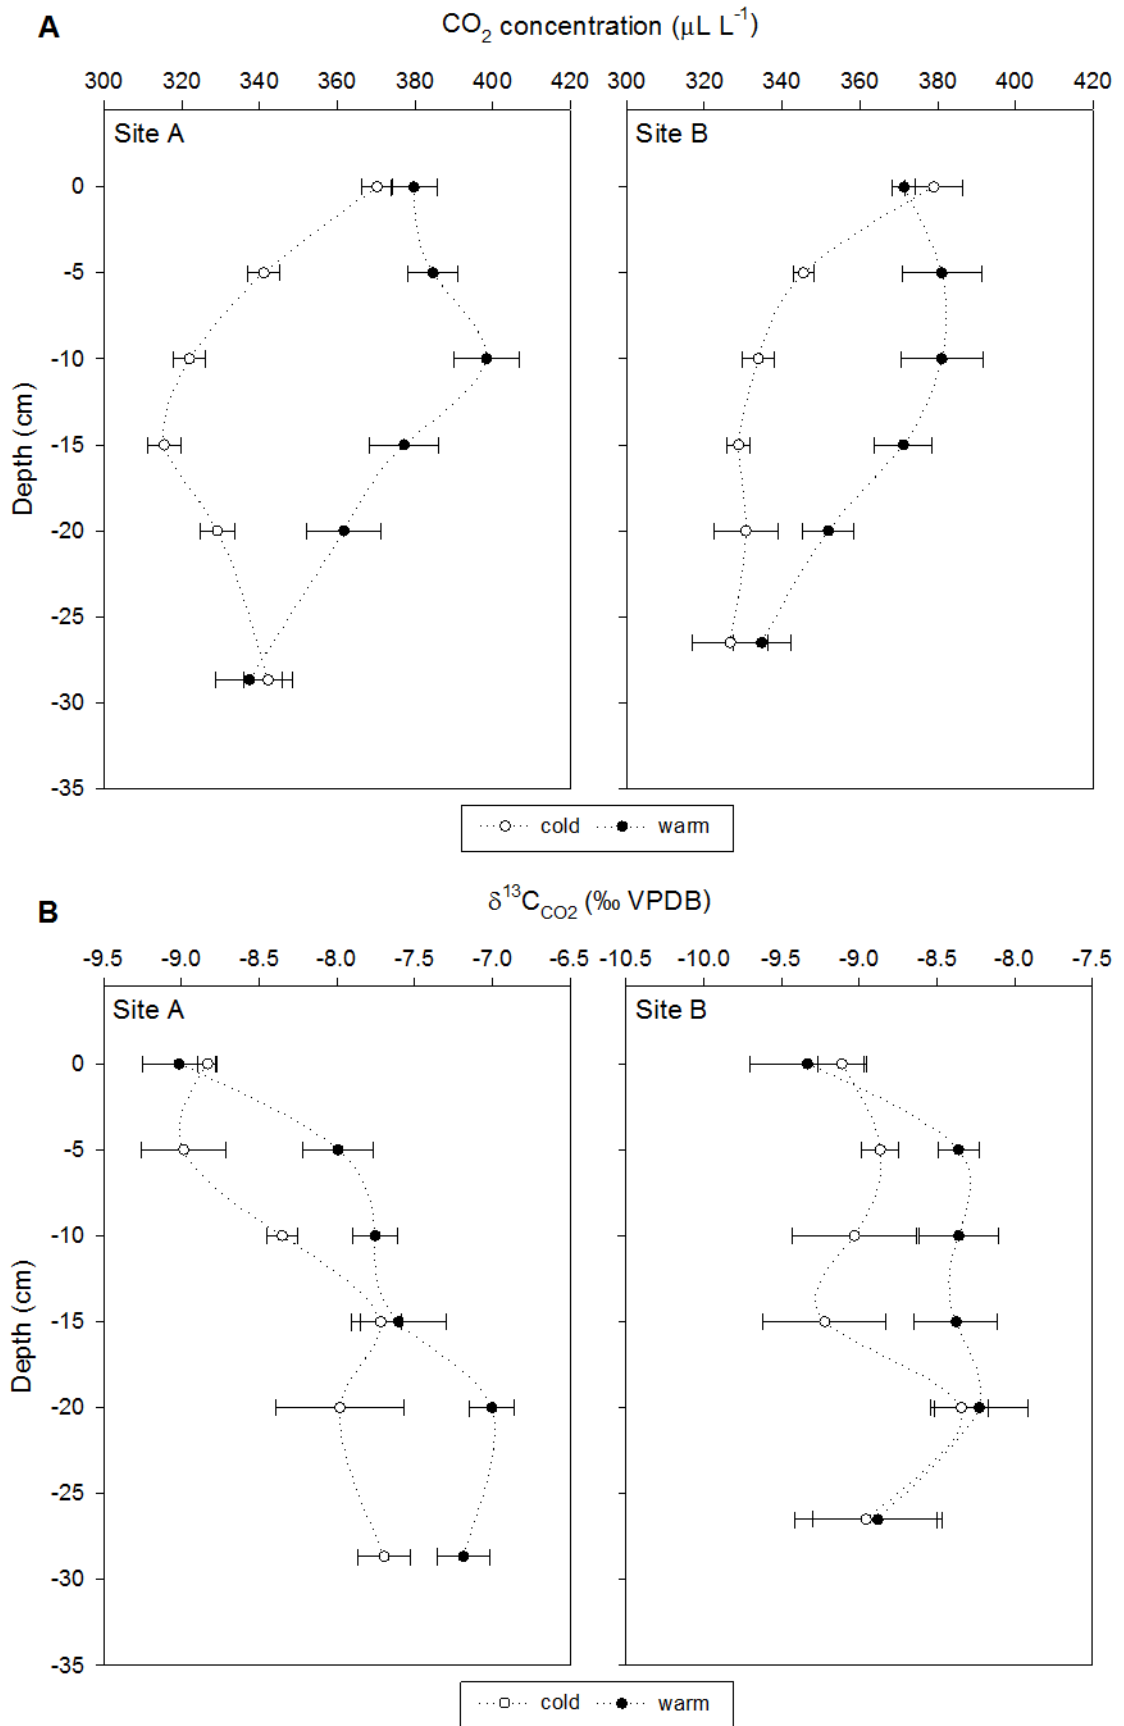 A
CO2 concentration (μL L-1)
300 320 340 360 380 400 420 300 320 340 360 380 400 420
Site A Site B
0
-5
-10
-15
-20
-25
-30
-35
Depth (cm)
cold warm
B
δ13CCO2 (‰ VPDB)
-9.5 -9.0 -8.5 -8.0 -7.5 -7.0 -6.5 -10.5 -10.0 -9.5 -9.0 -8.5 -8.0 -7.5
Site A Site B
0
-5
-10
-15
-20
-25
-30
-35
Depth (cm)
cold warm